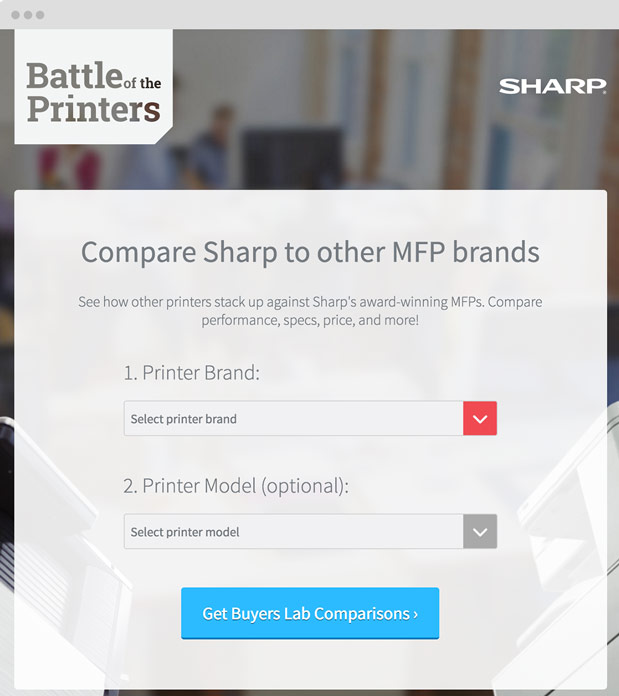 Battle of the
Printers
SHARP
Compare Sharp to other MFP brands
See how other printers stack up against Sharp's award-winning MFPs. Compare
performance, specs, price, and more!
1. Printer Brand:
Select printer brand
2. Printer Model (optional):
Select printer model
Get Buyers Lab Comparisons ›